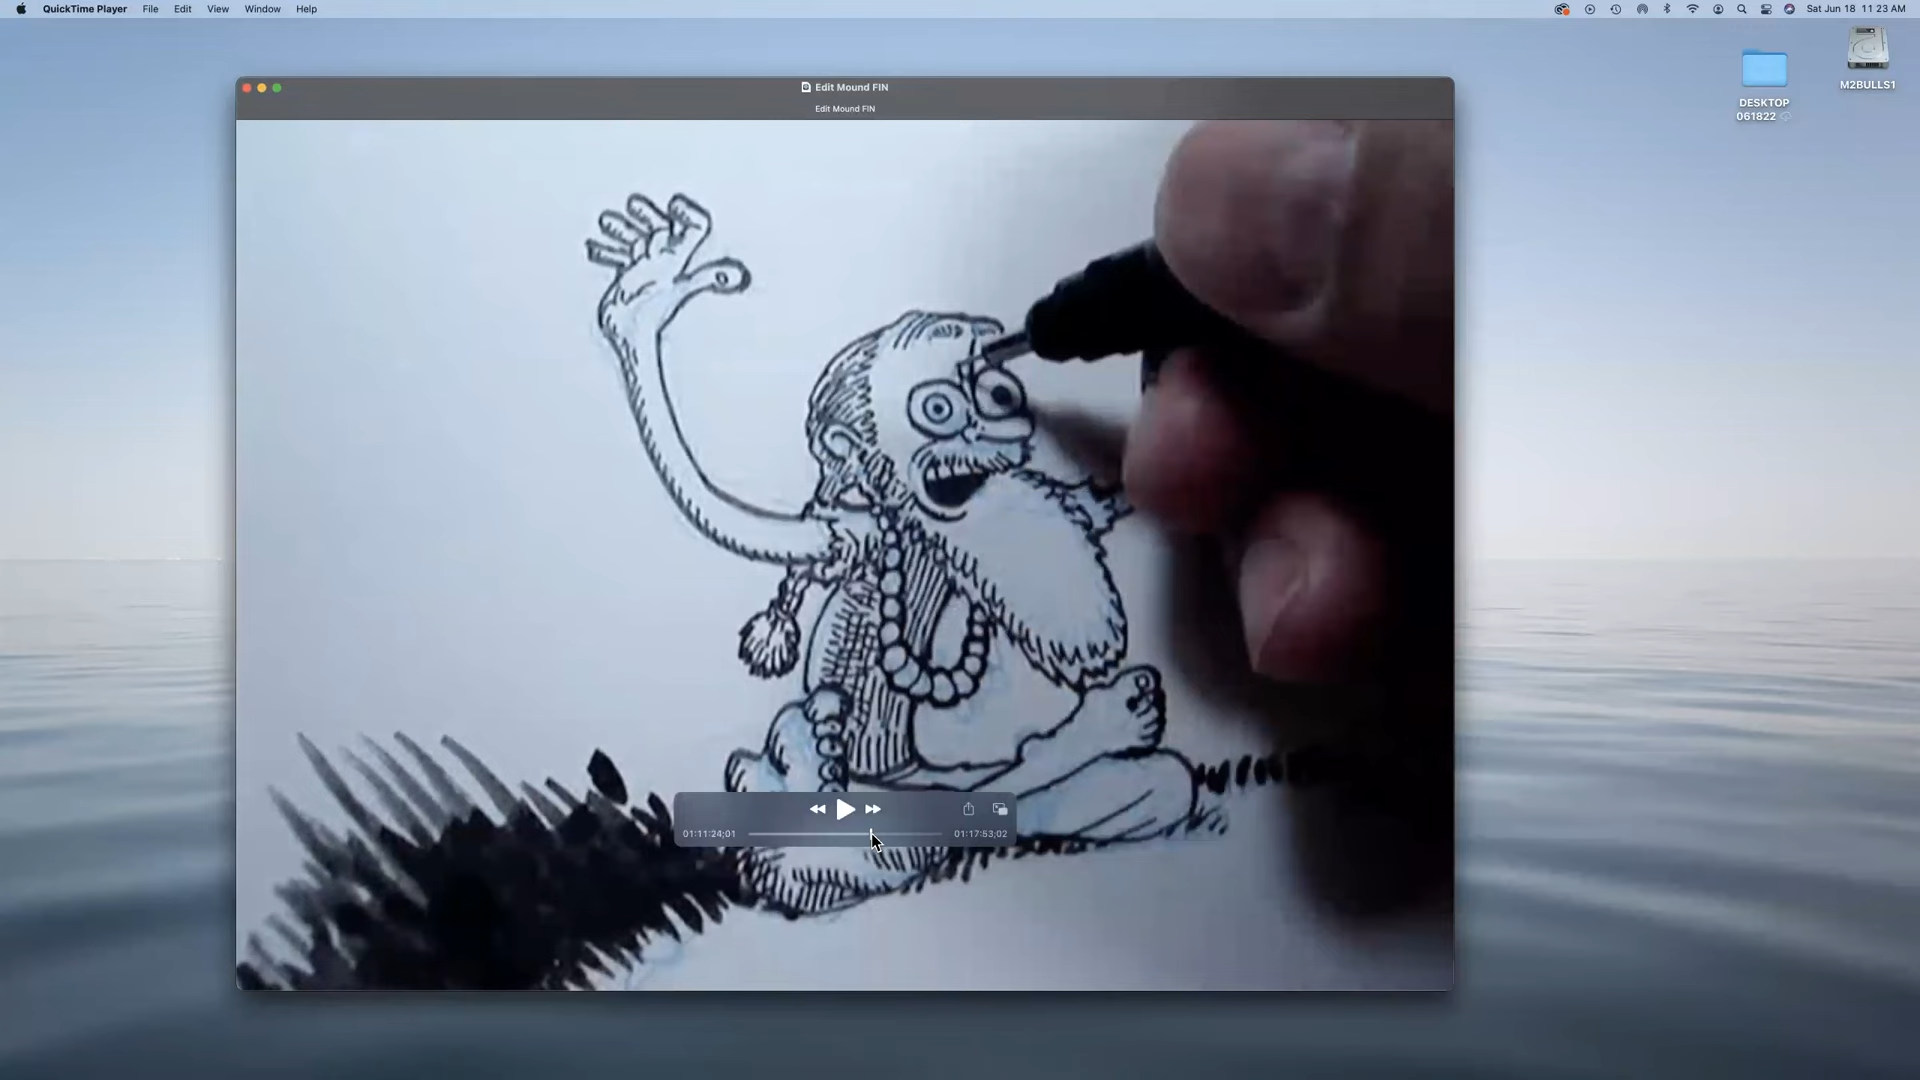 QuickTime Player File Edit View Window Help
Sat Jun 18 11 23 AM
Edit Mound FIN
Edit Mound FIN
DESKTOP
061822
M2BULLS1
01:11:24;01
01:17:53;02